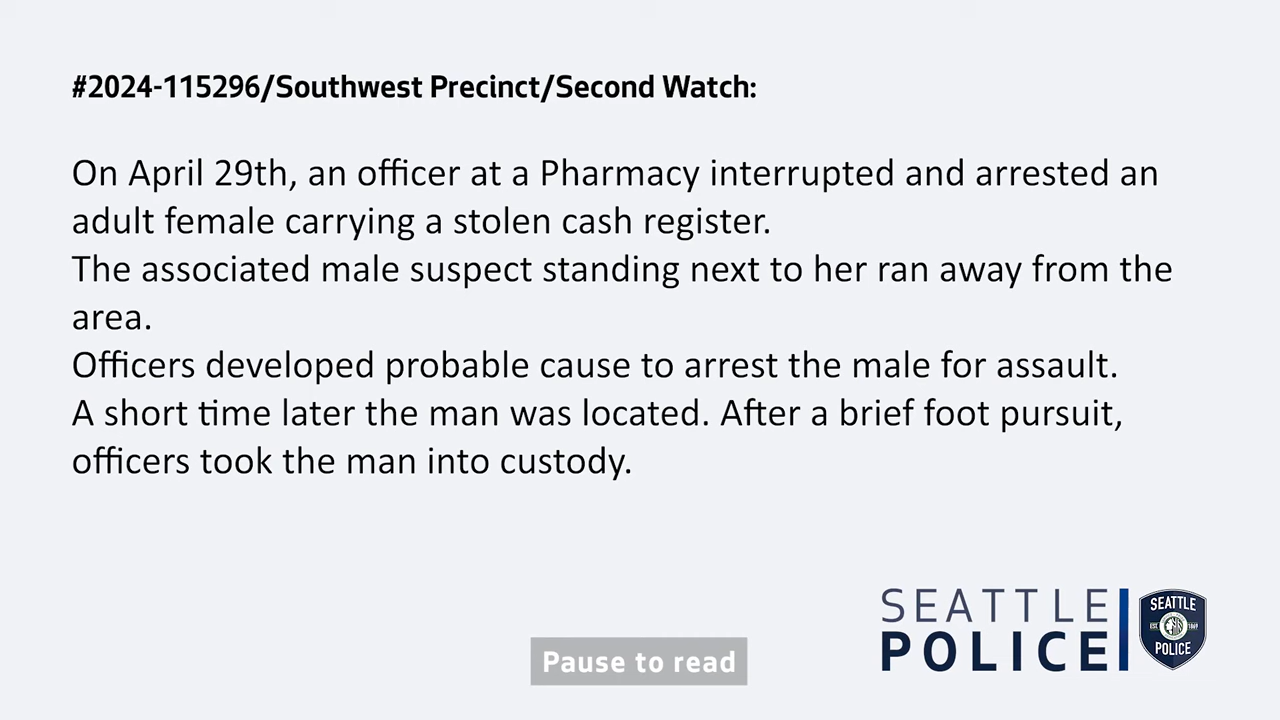 #2024-115296/Southwest Precinct/Second Watch:
On April 29th, an officer at a Pharmacy interrupted and arrested an
adult female carrying a stolen cash register.
The associated male suspect standing next to her ran away from the
area.
Officers developed probable cause to arrest the male for assault.
A short time later the man was located. After a brief foot pursuit,
officers took the man into custody.
SEATTLE
POLICE
SEATTLE
EST. 1869
POLICE
Pause to read